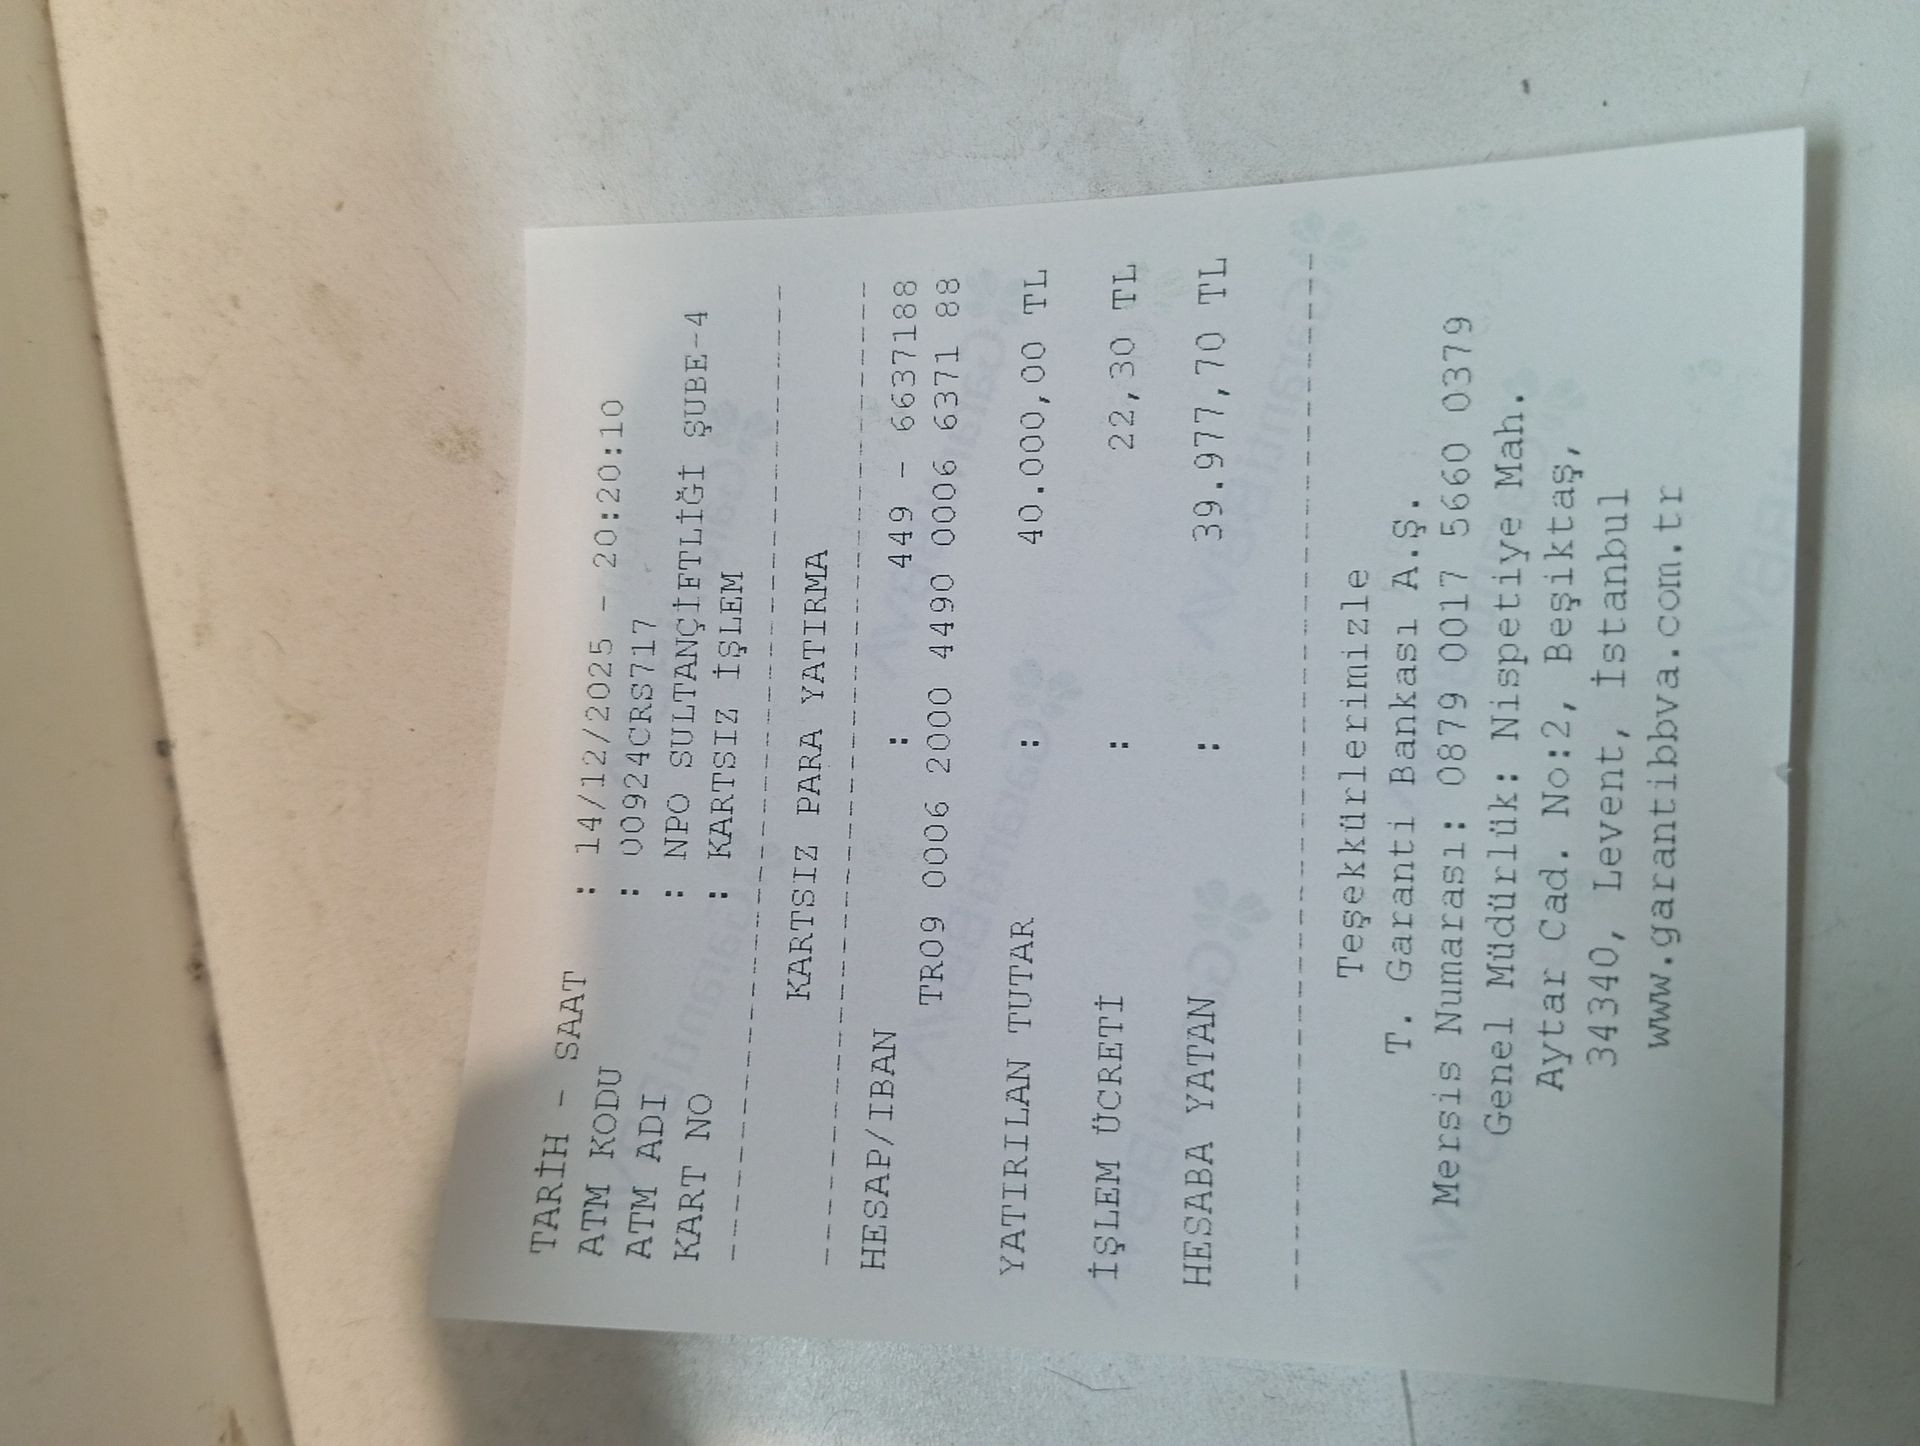 TARİH - SAAT : 14/12/2025 - 20:20:10
ATM KODU : 00924CRS717
ATM ADI : NPO SULTANÇİFTLİĞİ ŞUBE-4
KART NO : KARTSIZ İŞLEM
KARTSIZ PARA YATIRMA
HESAP/IBAN : 449 - 6637188
TR09 0006 2000 4490 0006 6371 88
YATIRILAN TUTAR : 40.000,00 TL
İŞLEM ÜCRETİ : 22,30 TL
HESABA YATAN : 39.977,70 TL
Teşekkürlerimizle
T. Garanti Bankası A.Ş.
Mersis Numarası: 0879 0017 5660 0379
Genel Müdürlük: Nispetiye Mah.
Aytar Cad. No:2, Beşiktaş,
34340, Levent, İstanbul
www.garantibbva.com.tr